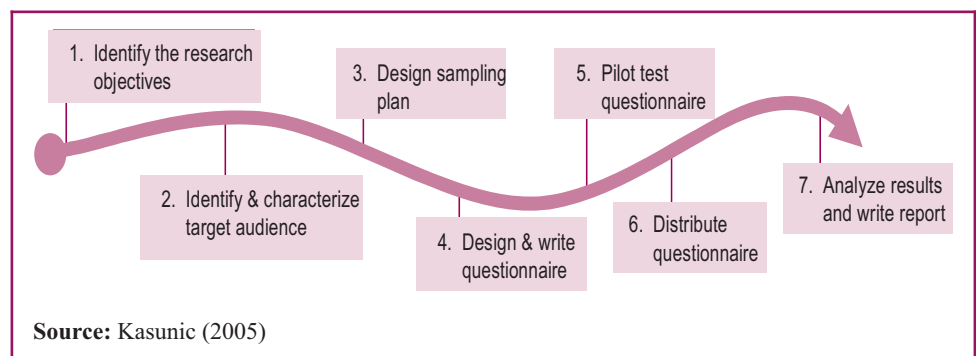 1. Identify the research
objectives
2. Identify & characterize
target audience
3. Design sampling
plan
4. Design & write
questionnaire
5. Pilot test
questionnaire
6. Distribute
questionnaire
7. Analyze results
and write report
Source: Kasunic (2005)